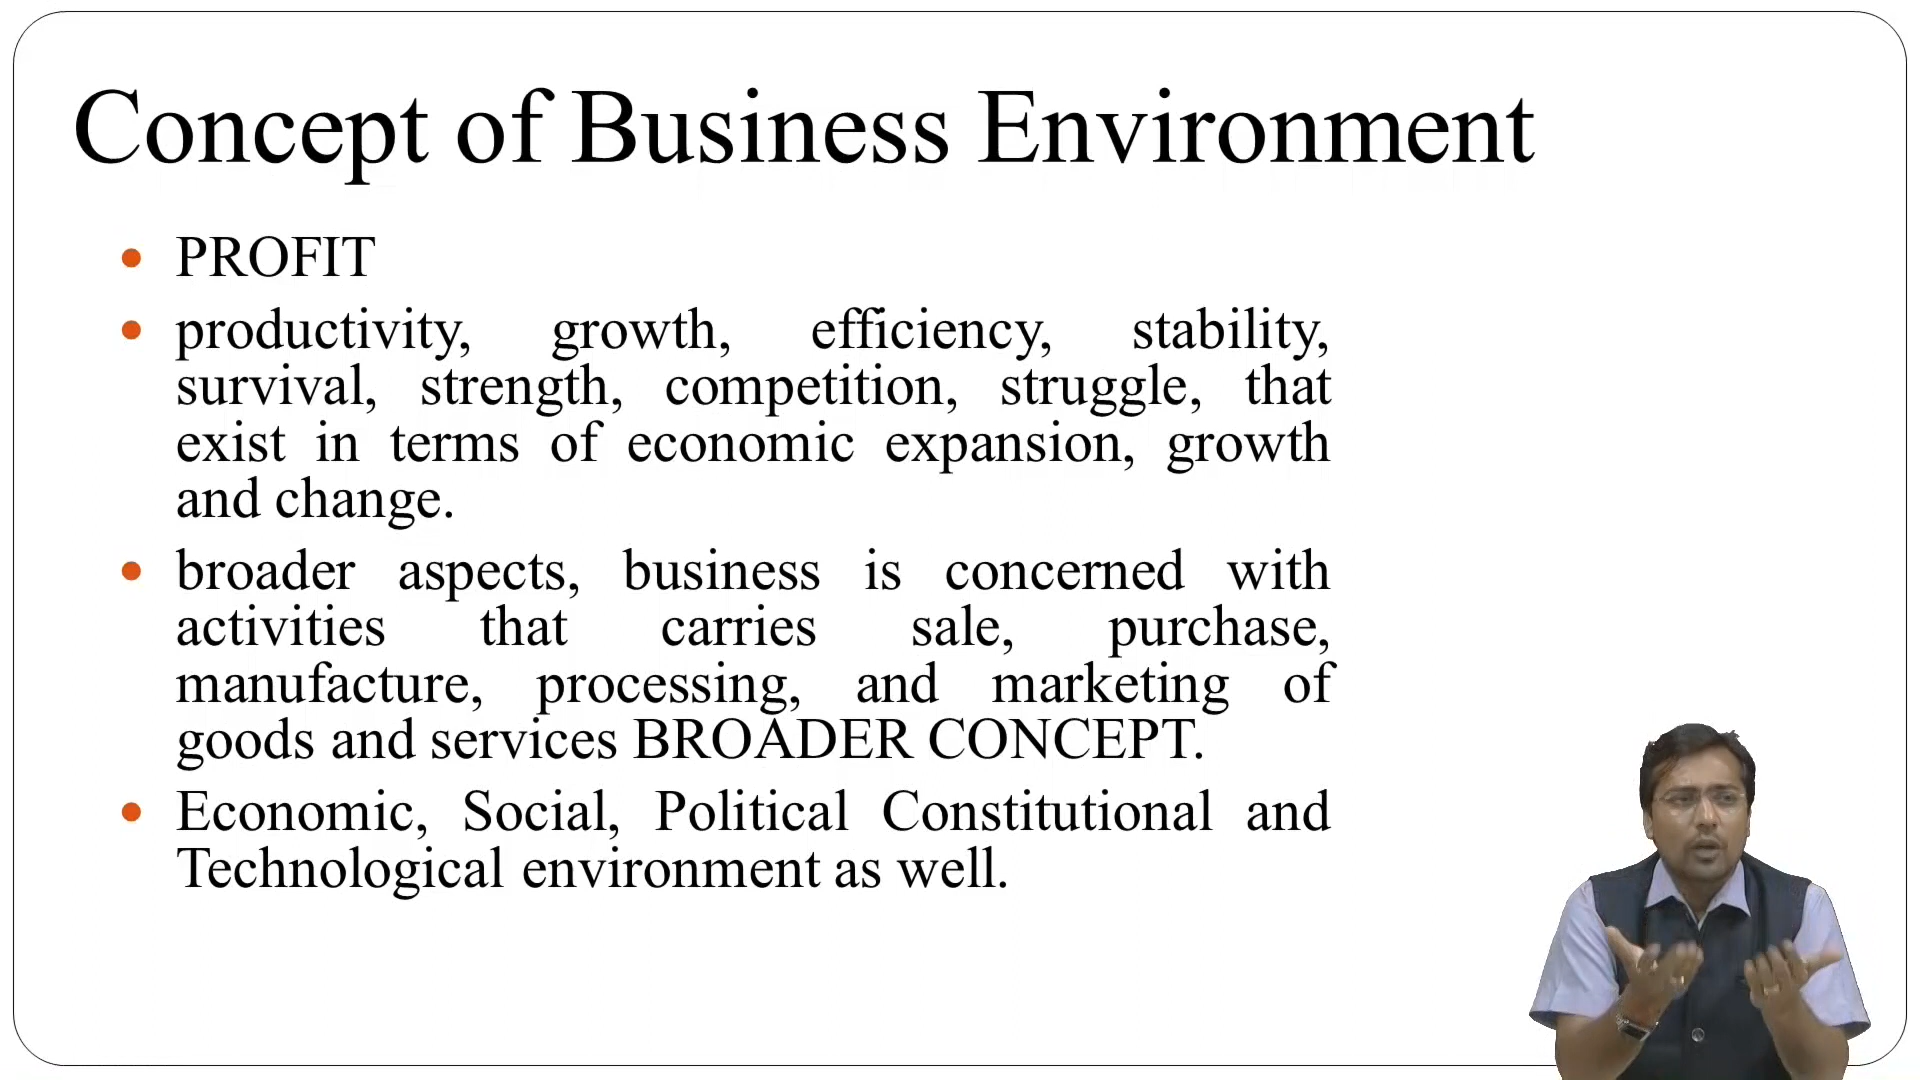 Concept of Business Environment
PROFIT
productivity, growth, efficiency, stability,
survival, strength, competition, struggle, that
exist in terms of economic expansion, growth
and change.
broader aspects, business is concerned with
activities that carries sale, purchase,
manufacture, processing, and marketing of
goods and services BROADER CONCEPT.
Economic, Social, Political Constitutional and
Technological environment as well.